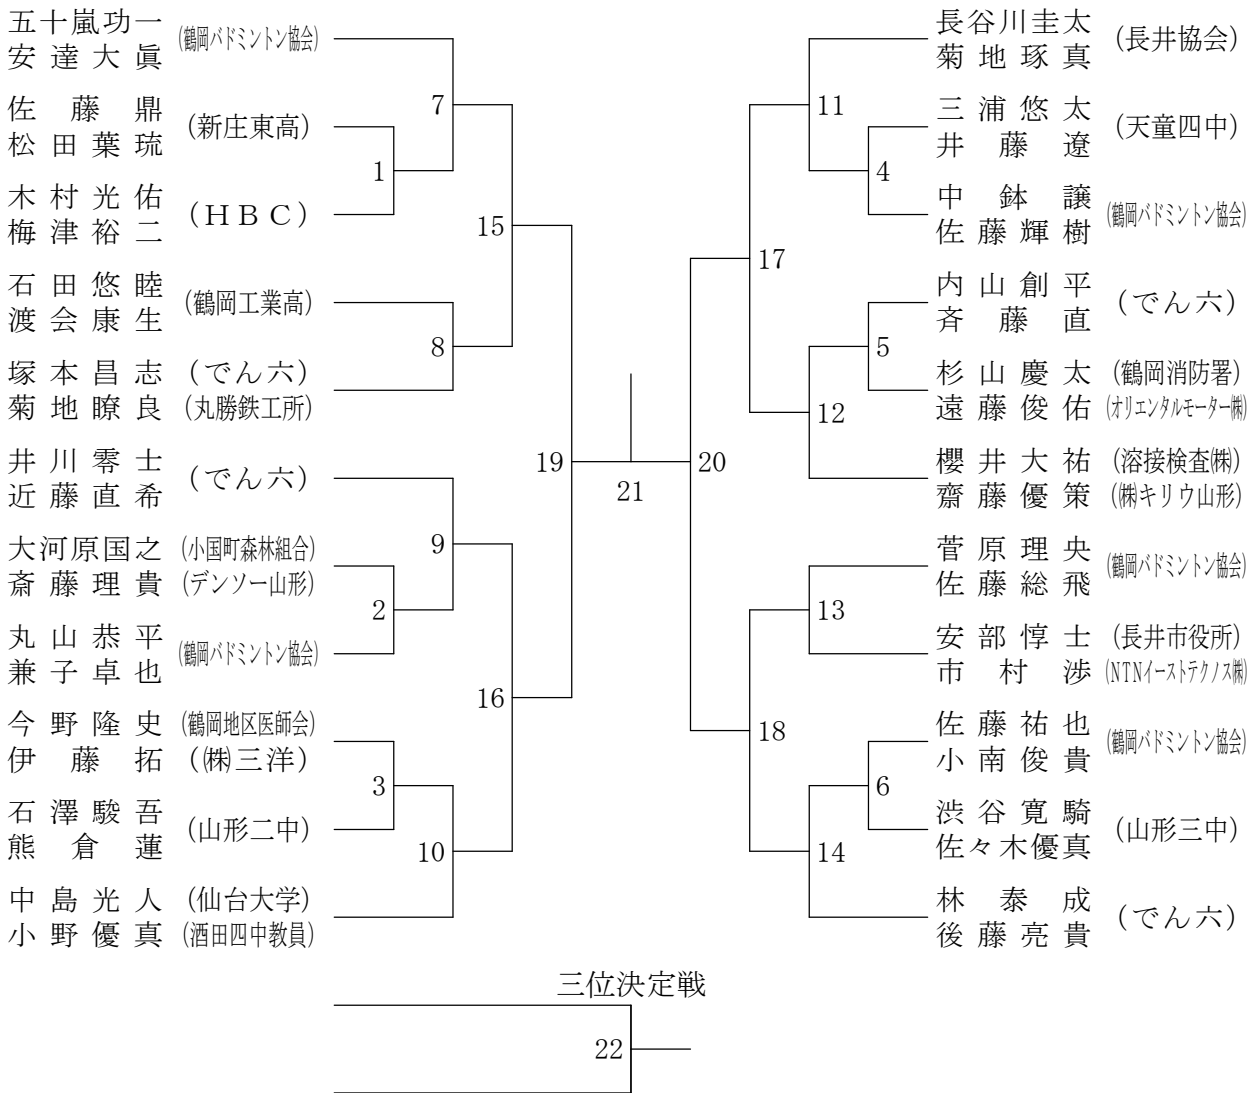 五十嵐功一
安達大眞
(鶴岡バドミントン協会)
佐藤鼎
松田葉琉
(新庄東高)
木村光佑
梅津裕二
(ＨＢＣ)
石田悠睦
渡会康生
(鶴岡工業高)
塚本昌志 (でん六)
菊地瞭良 (丸勝鉄工所)
井川零士
近藤直希
(でん六)
大河原国之 (小国町森林組合)
斎藤理貴 (デンソー山形)
丸山恭平
兼子卓也
(鶴岡バドミントン協会)
今野隆史 (鶴岡地区医師会)
伊藤拓 (㈱三洋)
石澤駿吾
熊倉蓮
(山形二中)
中島光人 (仙台大学)
小野優真 (酒田四中教員)
7
1
15
8
9
2
16
3
10
19
21
20
17
18
11
4
5
12
13
6
14
長谷川圭太
菊地琢真
(長井協会)
三浦悠太
井藤遼
(天童四中)
中鉢譲
佐藤輝樹
(鶴岡バドミントン協会)
内山創平
斉藤直
(でん六)
杉山慶太 (鶴岡消防署)
遠藤俊佑 (オリエンタルモーター㈱)
櫻井大祐 (溶接検査㈱)
齋藤優策 (㈱キリウ山形)
菅原理央
佐藤総飛
(鶴岡バドミントン協会)
安部惇士 (長井市役所)
市村渉 (NTNイーストテクノス㈱)
佐藤祐也
小南俊貴
(鶴岡バドミントン協会)
渋谷寛騎
佐々木優真
(山形三中)
林泰成
後藤亮貴
(でん六)
三位決定戦
22